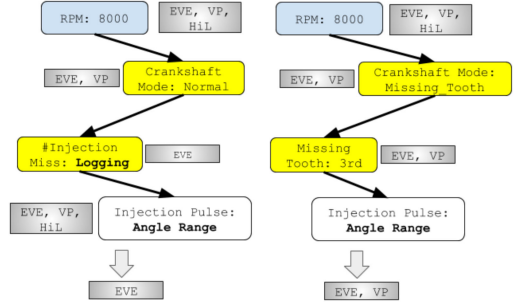 RPM: 8000
EVE, VP,
HiL
EVE, VP
Crankshaft
Mode: Normal
#Injection
Miss: Logging
EVE
EVE, VP,
HiL
Injection Pulse:
Angle Range
EVE
RPM: 8000
EVE, VP,
HiL
EVE, VP
Crankshaft Mode:
Missing_Tooth
Missing
Tooth: 3rd
EVE, VP
Injection Pulse:
Angle Range
EVE, VP